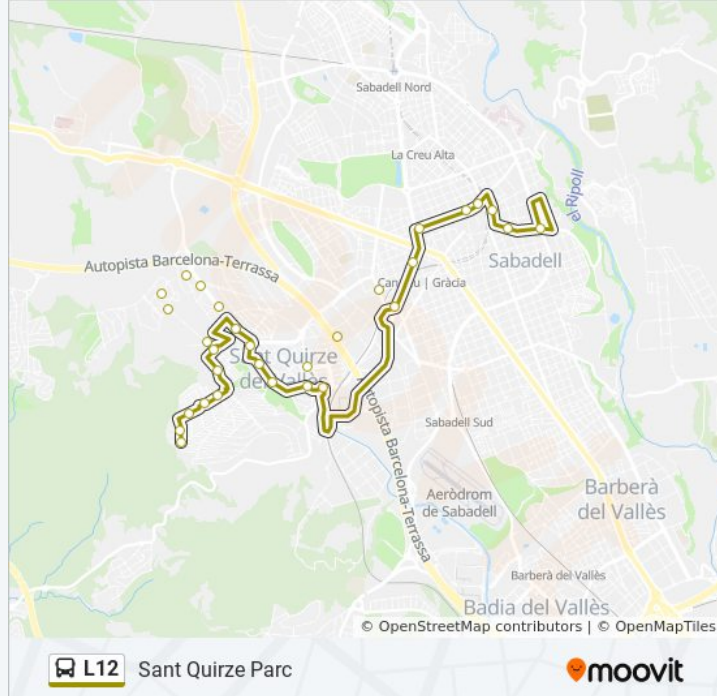 Sabadell Nord
La Creu Alta
el Ripoll
Sabadell
Autopista Barcelona-Terrassa
Gràcia
Sant Quirze
del Vallès
Autopista Barcelona-Terrassa
Sabadell Sud
Aeròdrom
de Sabadell
Barberà
del Vallès
Barberà del Vallès
Badia del Vallès
© OpenStreetMap contributors | © OpenMapTiles
L12 Sant Quirze Parc
moovit